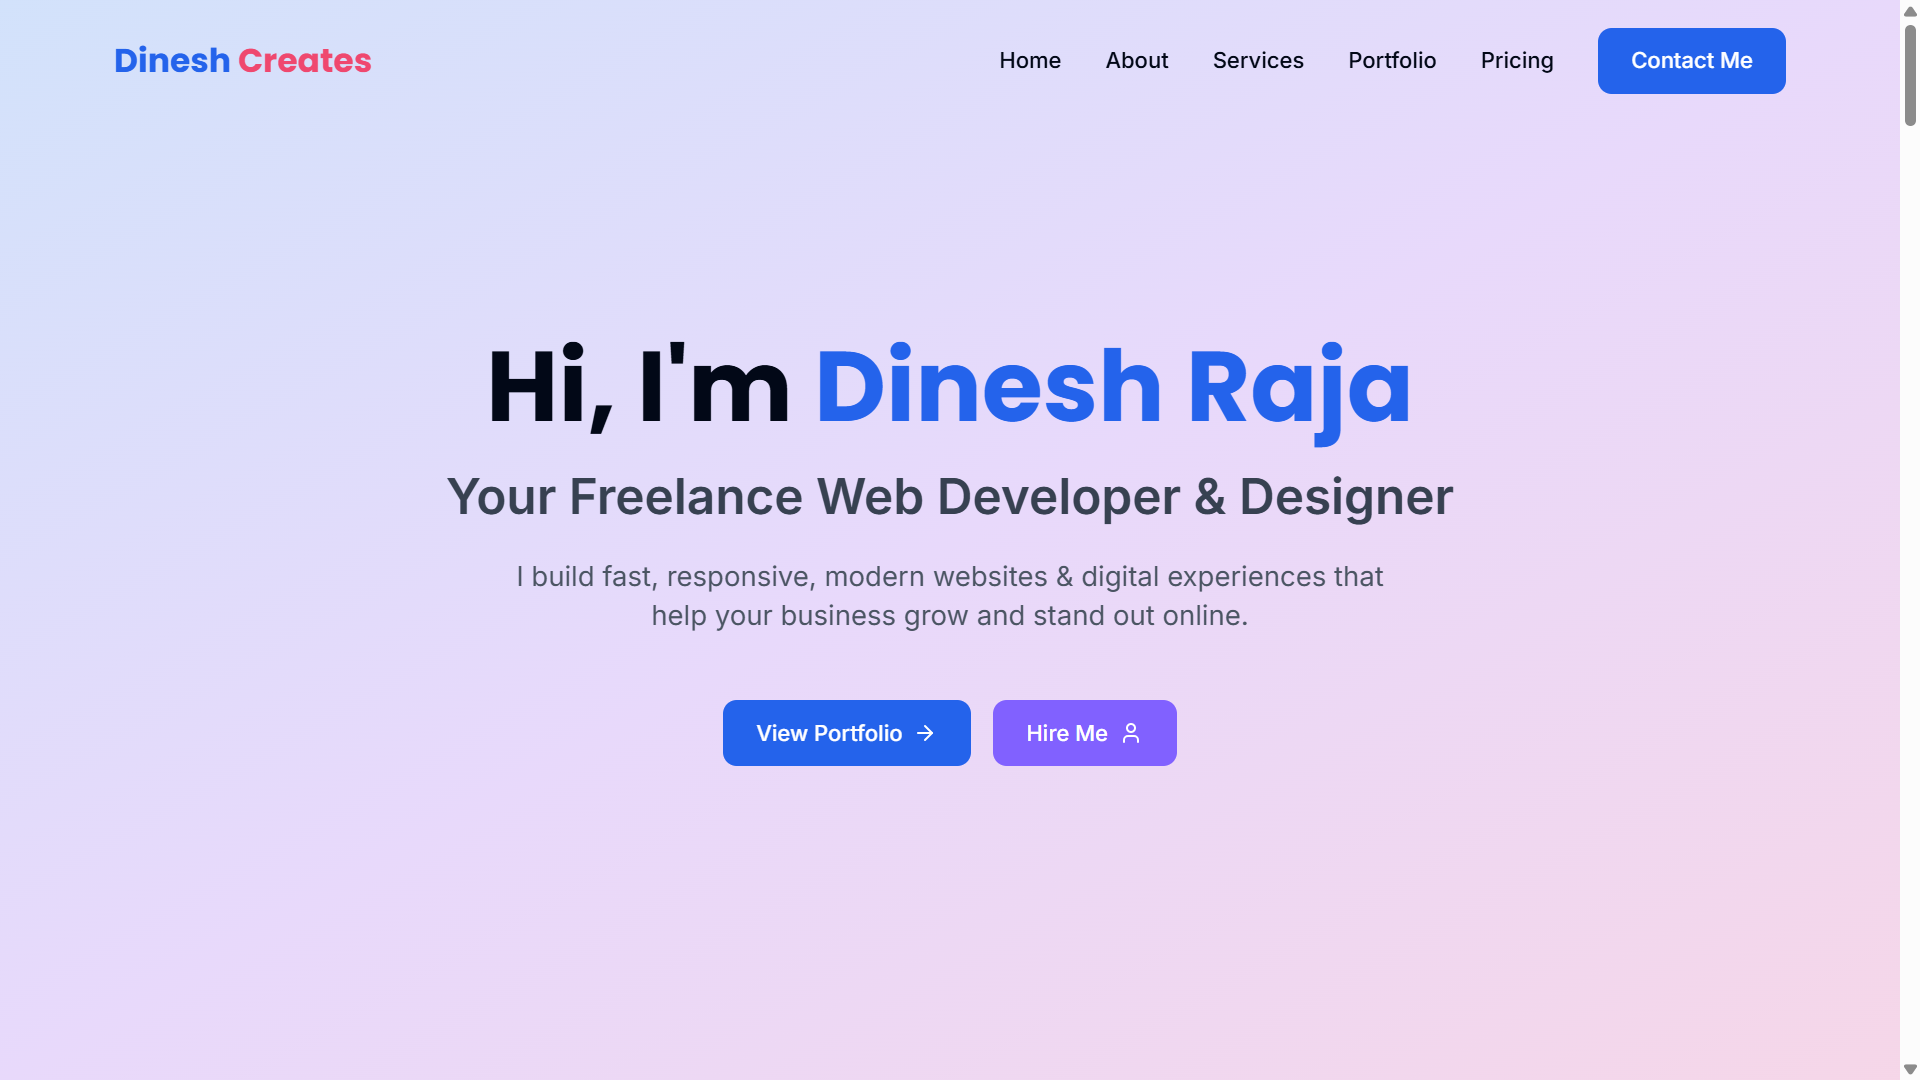 Dinesh Creates
Home About Services Portfolio Pricing Contact Me
Hi, I'm Dinesh Raja
Your Freelance Web Developer & Designer
I build fast, responsive, modern websites & digital experiences that
help your business grow and stand out online.
View Portfolio
Hire Me